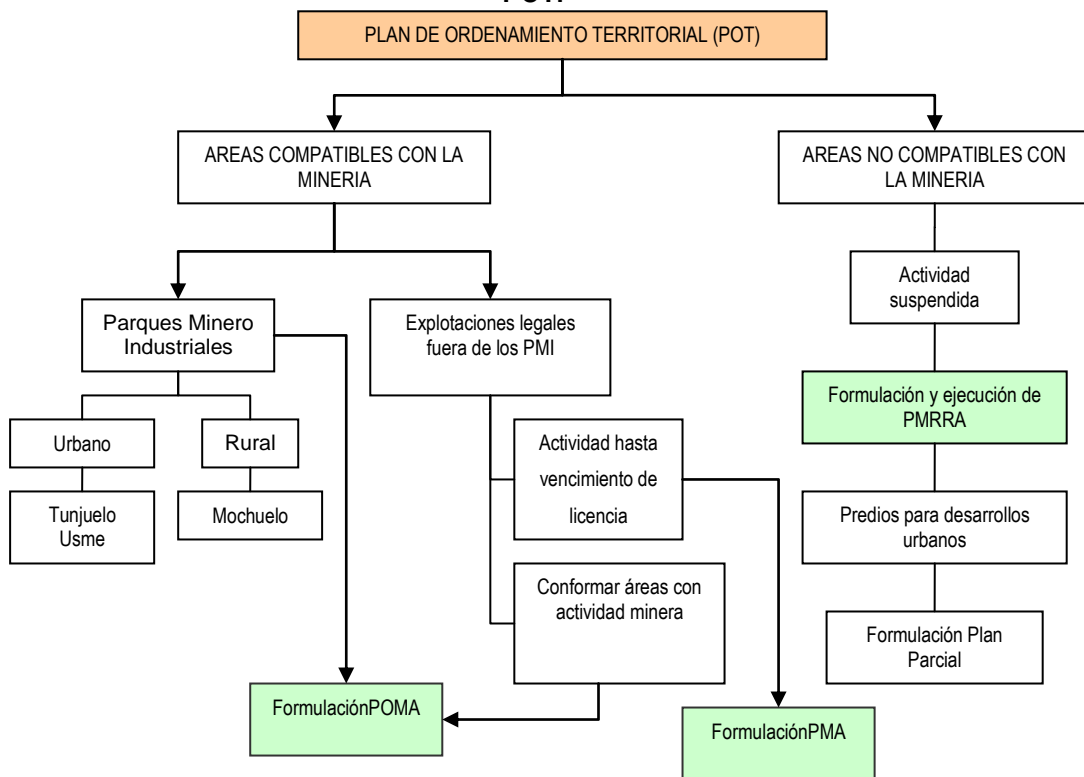 PLAN DE ORDENAMIENTO TERRITORIAL (POT)
AREAS COMPATIBLES CON LA
MINERIA
AREAS NO COMPATIBLES CON
LA MINERIA
Actividad
suspendida
Parques Minero
Industriales
Explotaciones legales
fuera de los PMI
Formulación y ejecución de
PMRRA
Urbano
Rural
Actividad hasta
vencimiento de
licencia
Tunjuelo
Usme
Mochuelo
Predios para desarrollos
urbanos
Conformar áreas con
actividad minera
Formulación Plan
Parcial
FormulaciónPOMA
FormulaciónPMA